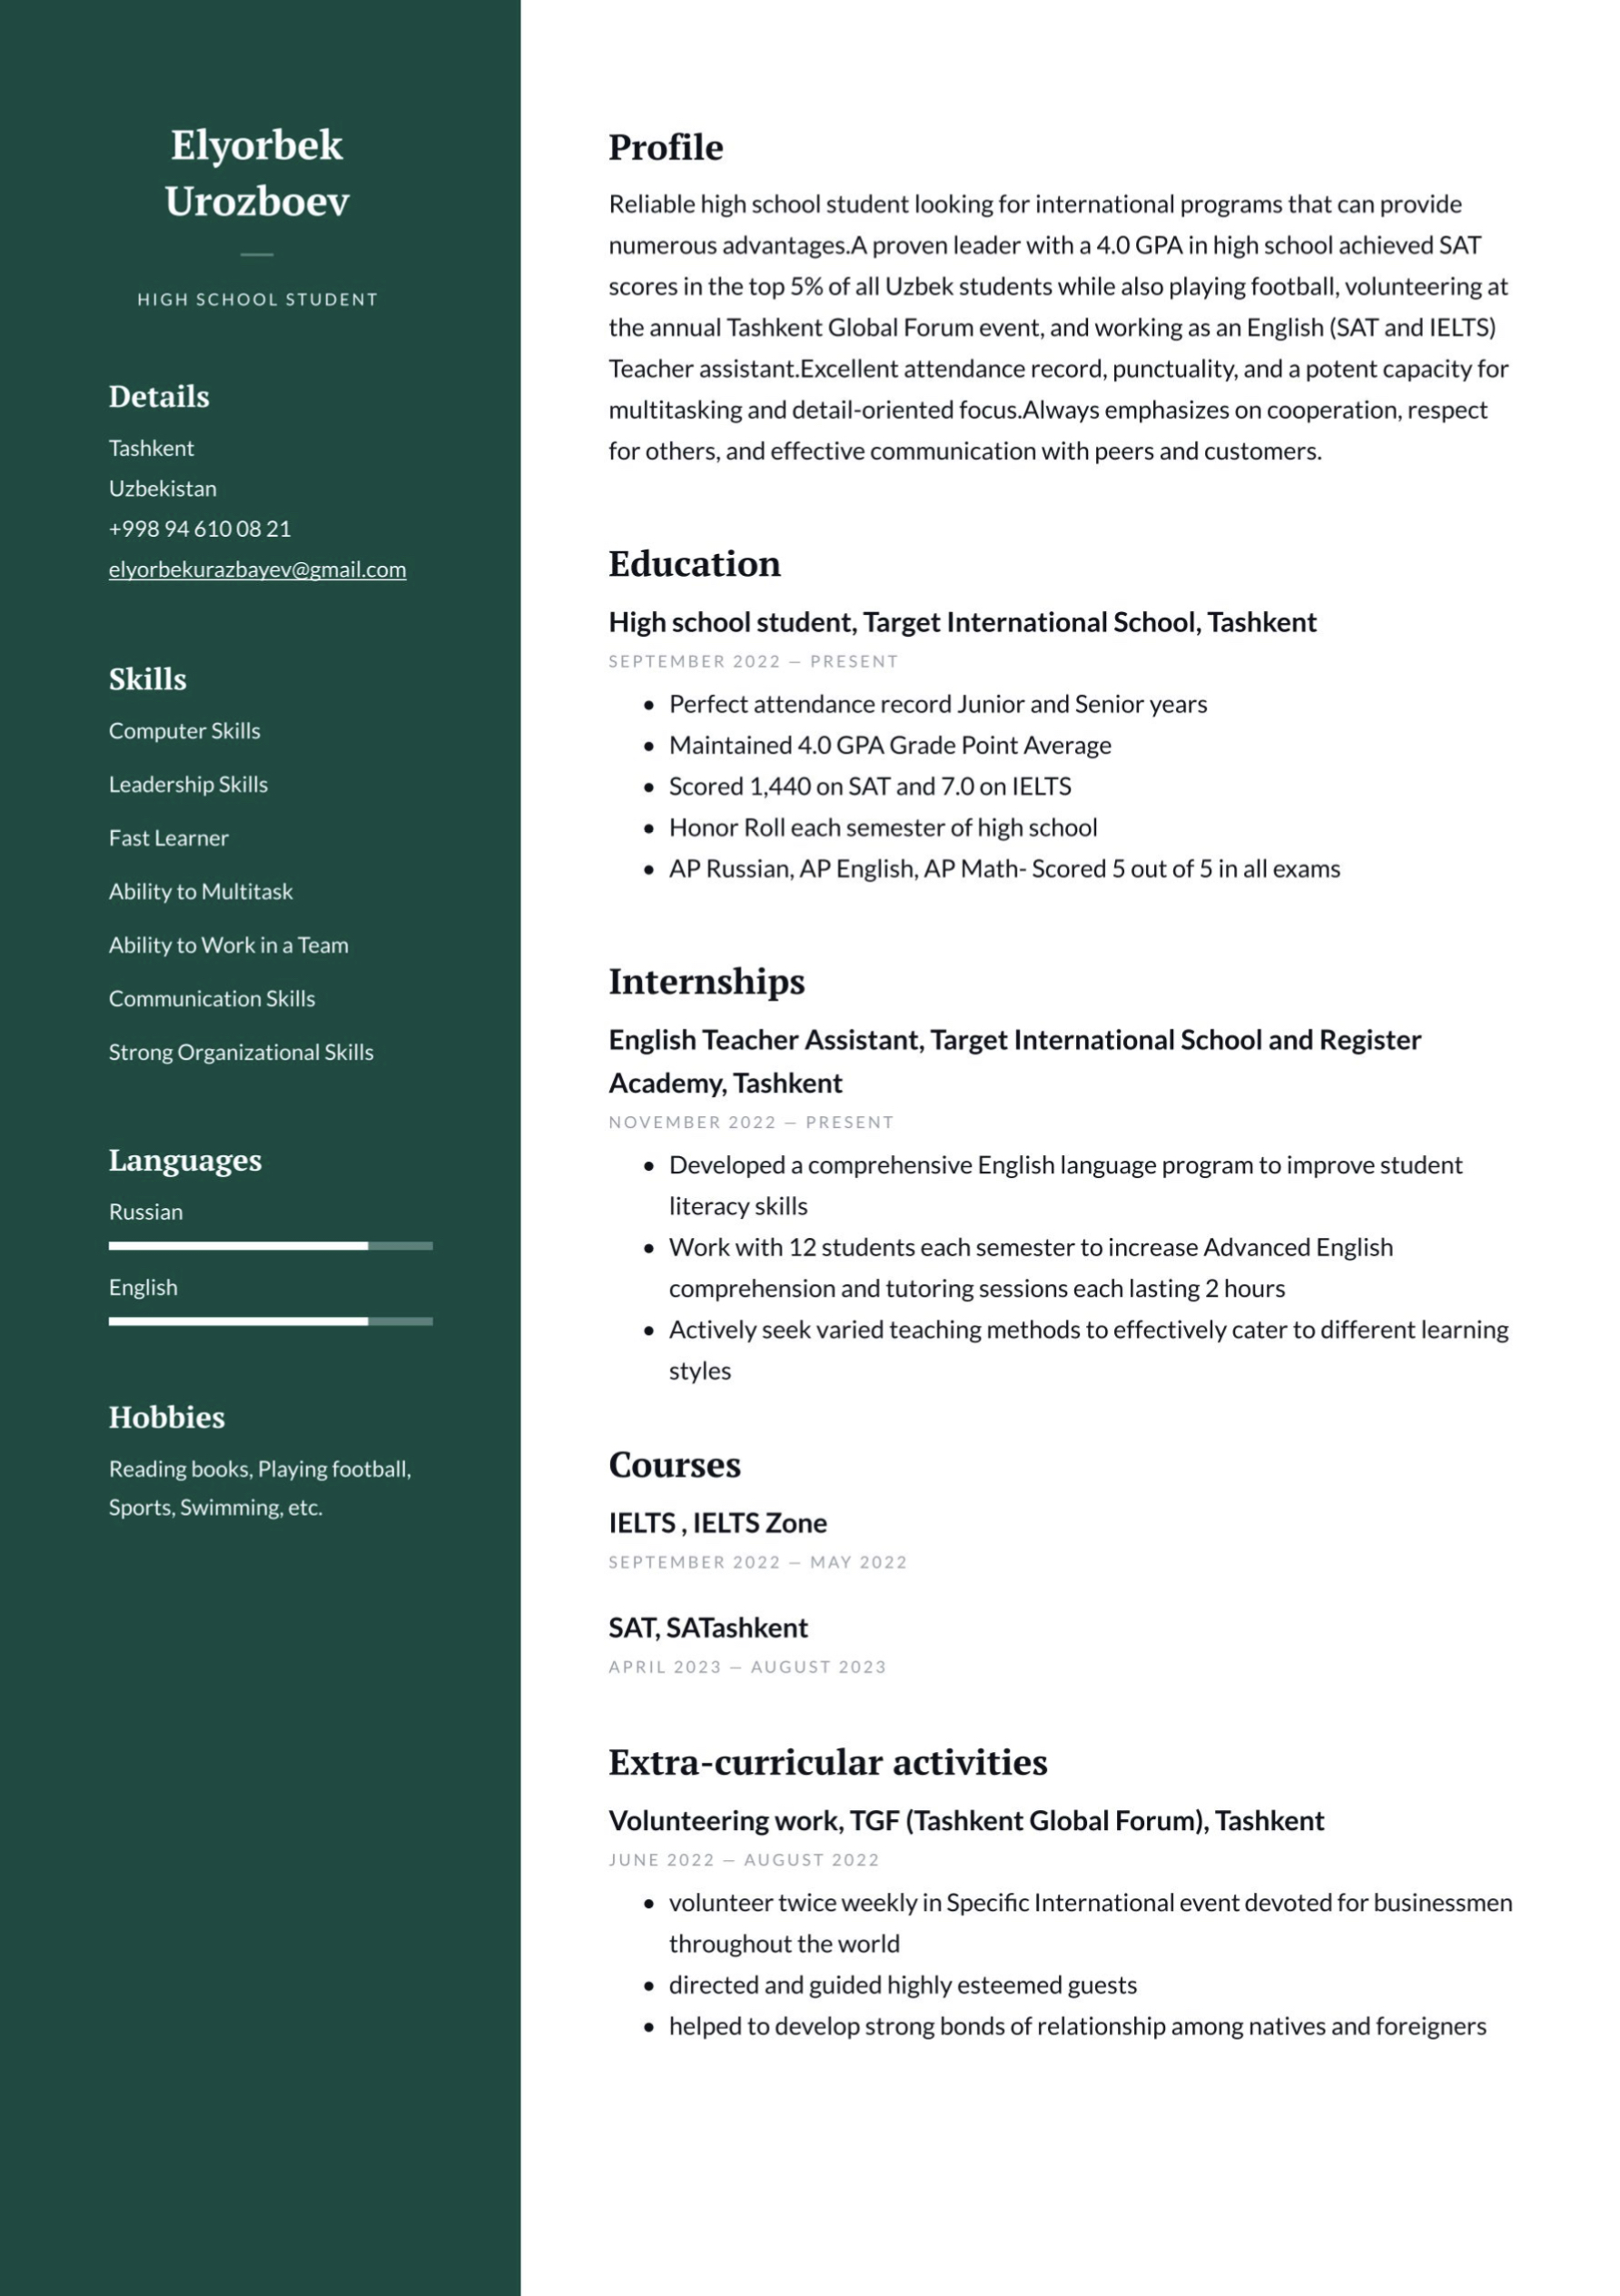 Elyorbek
Urozboev
HIGH SCHOOL STUDENT
Details
Tashkent
Uzbekistan
+998 94 610 08 21
elyorbekurazbayev@gmail.com
Skills
Computer Skills
Leadership Skills
Fast Learner
Ability to Multitask
Ability to Work in a Team
Communication Skills
Strong Organizational Skills
Languages
Russian
English
Hobbies
Reading books, Playing football,
Sports, Swimming, etc.
Profile
Reliable high school student looking for international programs that can provide
numerous advantages.A proven leader with a 4.0 GPA in high school achieved SAT
scores in the top 5% of all Uzbek students while also playing football, volunteering at
the annual Tashkent Global Forum event, and working as an English (SAT and IELTS)
Teacher assistant.Excellent attendance record, punctuality, and a potent capacity for
multitasking and detail-oriented focus.Always emphasizes on cooperation, respect
for others, and effective communication with peers and customers.
Education
High school student, Target International School, Tashkent
SEPTEMBER 2022 — PRESENT
• Perfect attendance record Junior and Senior years
• Maintained 4.0 GPA Grade Point Average
• Scored 1,440 on SAT and 7.0 on IELTS
• Honor Roll each semester of high school
• AP Russian, AP English, AP Math- Scored 5 out of 5 in all exams
Internships
English Teacher Assistant, Target International School and Register
Academy, Tashkent
NOVEMBER 2022 — PRESENT
• Developed a comprehensive English language program to improve student
literacy skills
• Work with 12 students each semester to increase Advanced English
comprehension and tutoring sessions each lasting 2 hours
• Actively seek varied teaching methods to effectively cater to different learning
styles
Courses
IELTS , IELTS Zone
SEPTEMBER 2022 — MAY 2022
SAT, SATashkent
APRIL 2023 — AUGUST 2023
Extra-curricular activities
Volunteering work, TGF (Tashkent Global Forum), Tashkent
JUNE 2022 — AUGUST 2022
• volunteer twice weekly in Specific International event devoted for businessmen
throughout the world
• directed and guided highly esteemed guests
• helped to develop strong bonds of relationship among natives and foreigners